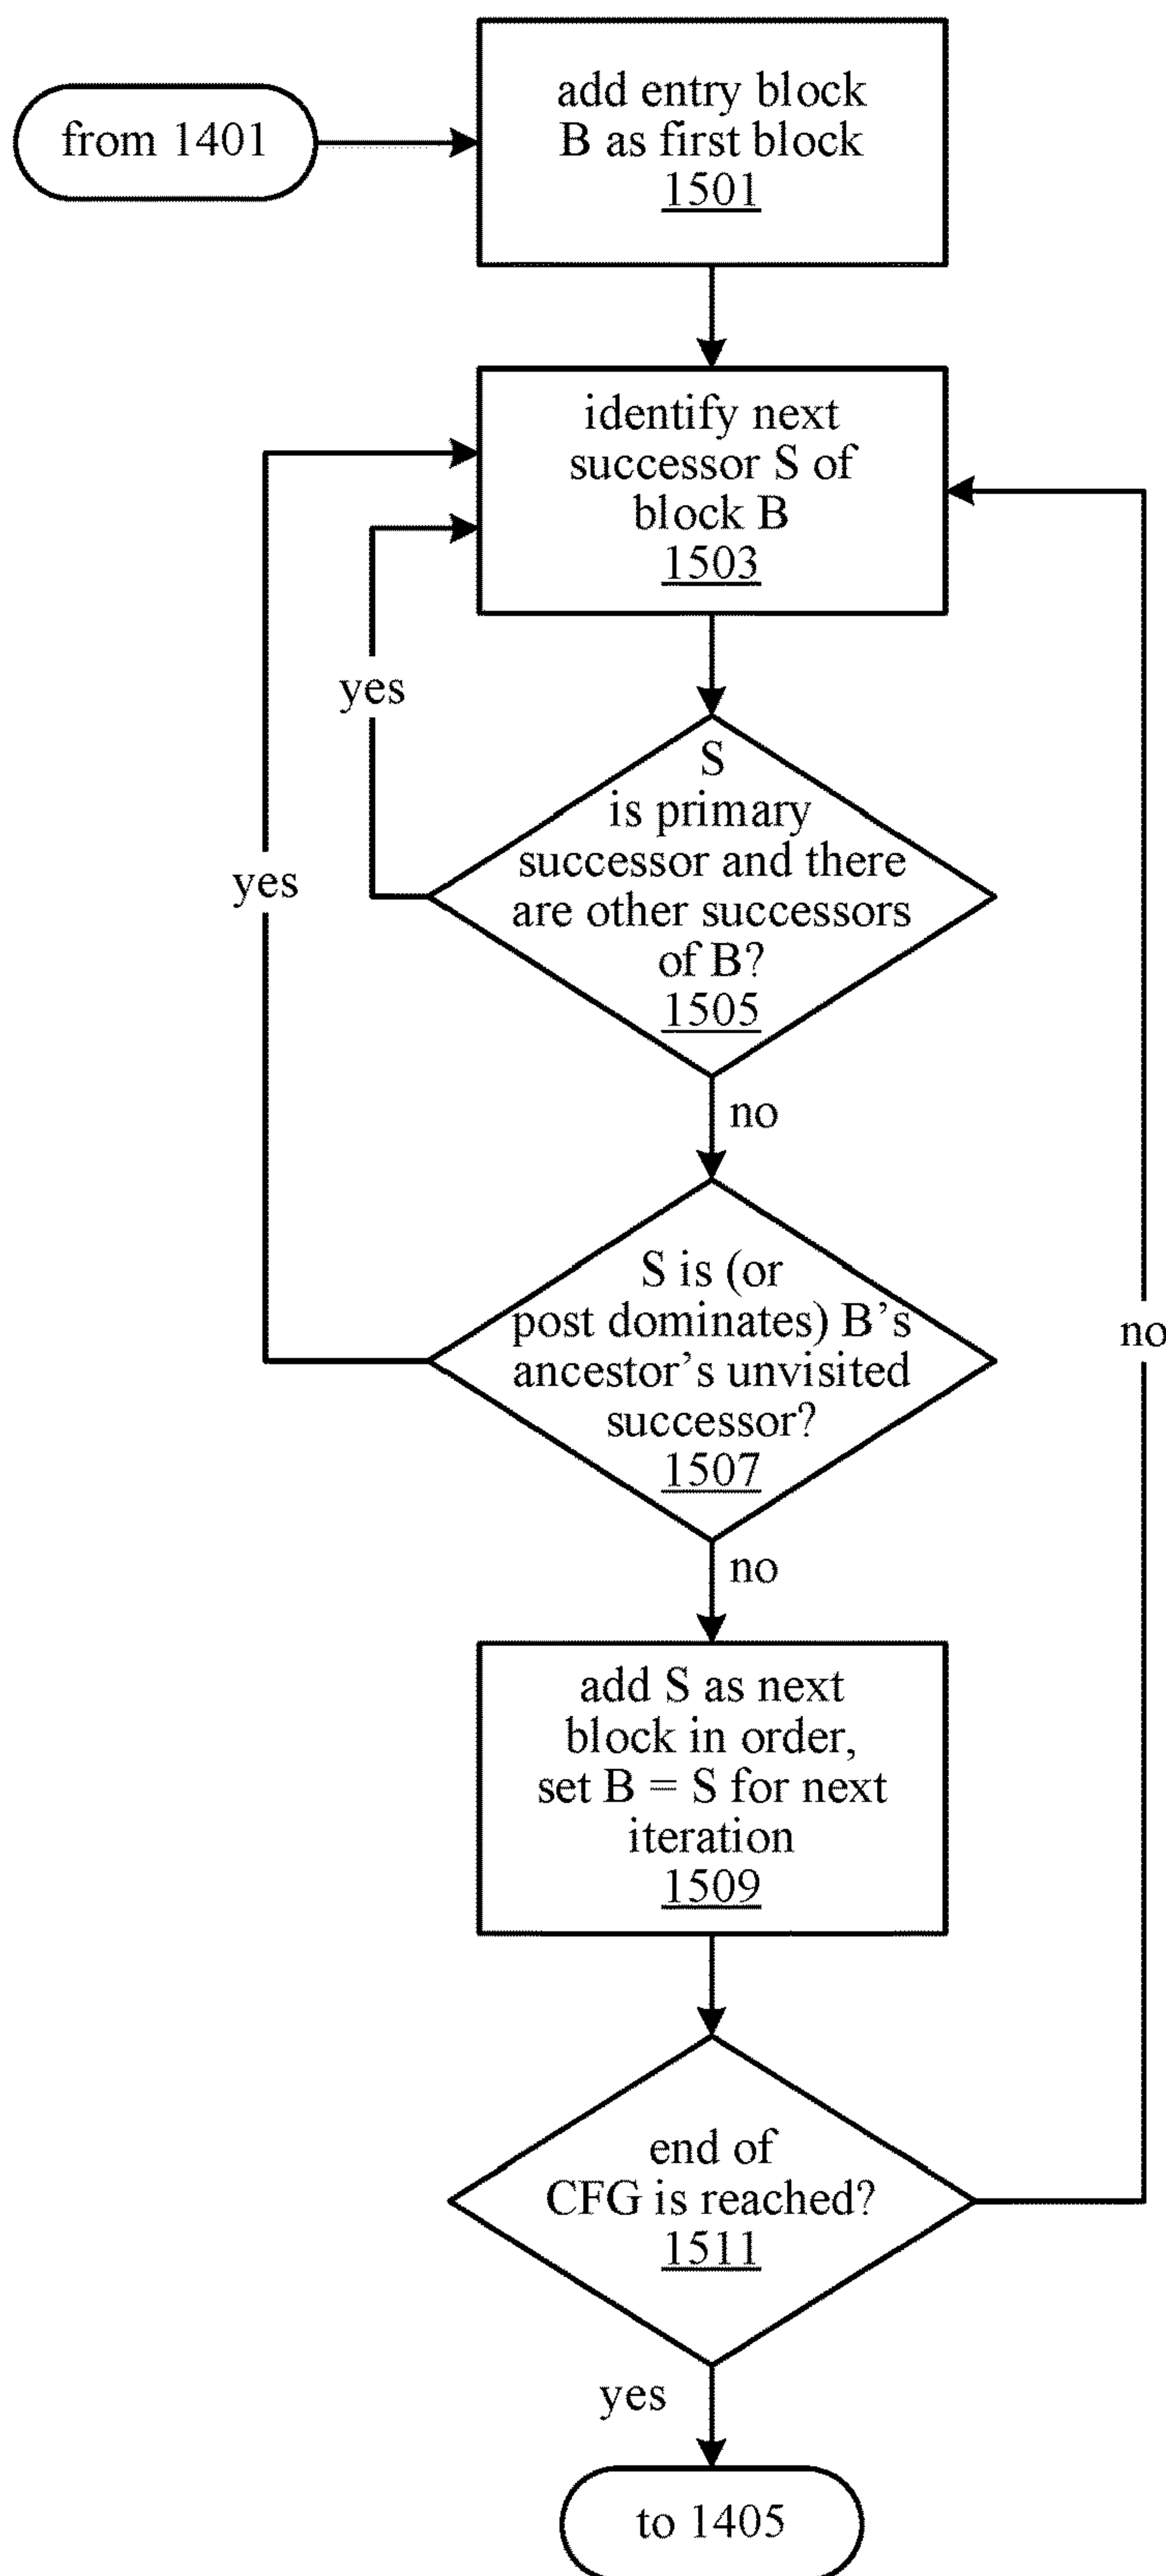 add entry block
B as first block
1501
from 1401
identify next
successor S of
block B
1503
yes
S
is primary
successor and there
are other successors
of B?
1505
yes
no
S is (or
post dominates) B's
ancestor's unvisited
successor?
1507
no
no
add S as next
block in order,
set B = S for next
iteration
1509
end of
CFG is reached?
1511
yes
to 1405